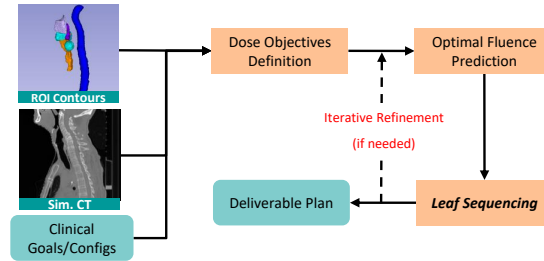 ROI Contours
Sim. CT
Clinical
Goals/Configs
Dose Objectives
Definition
Optimal Fluence
Prediction
Iterative Refinement
(if needed)
Deliverable Plan
Leaf Sequencing